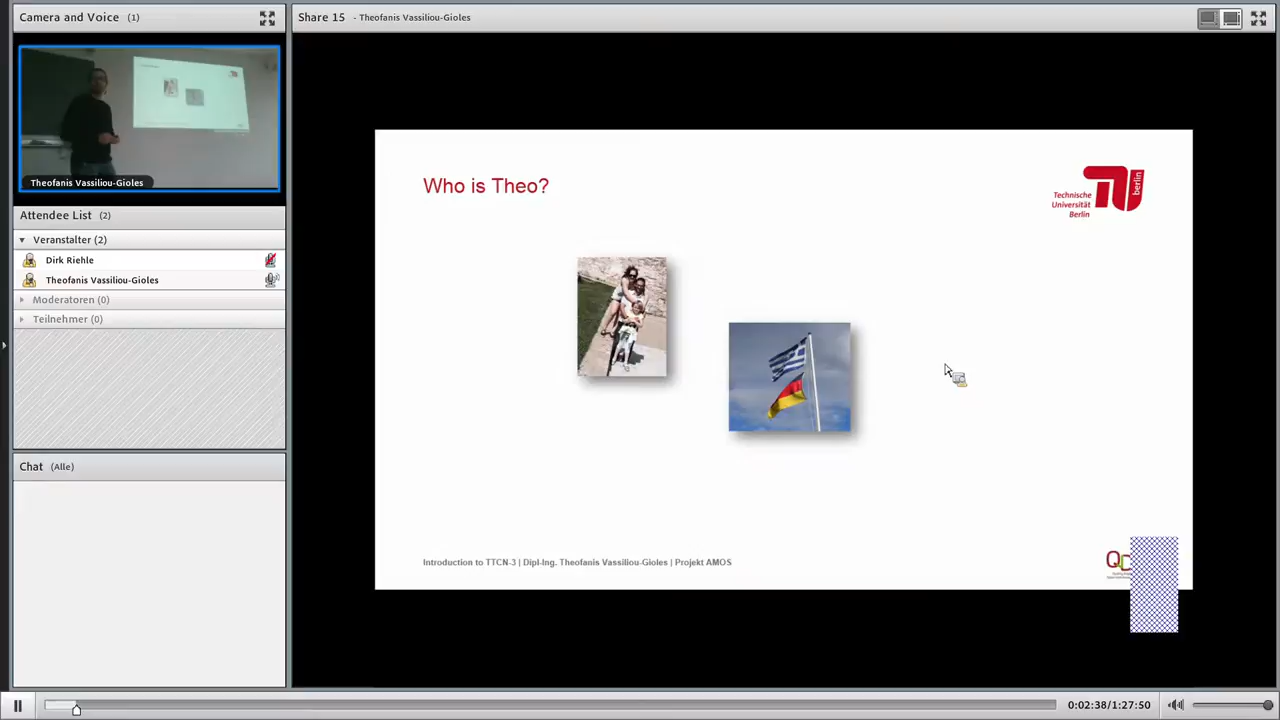 Camera and Voice (1)
Theofanis Vassiliou-Gioles
Attendee List (2)
Veranstalter (2)
Dirk Riehle
Theofanis Vassiliou-Gioles
Moderatoren (0)
Teilnehmer (0)
Chat (Alle)
Share 15 - Theofanis Vassiliou-Gioles
Who is Theo?
Technische
Universität
Berlin
berlin
Introduction to TTCN-3 | Dipl-Ing. Theofanis Vassiliou-Gioles | Projekt AMOS
0:02:38/1:27:50